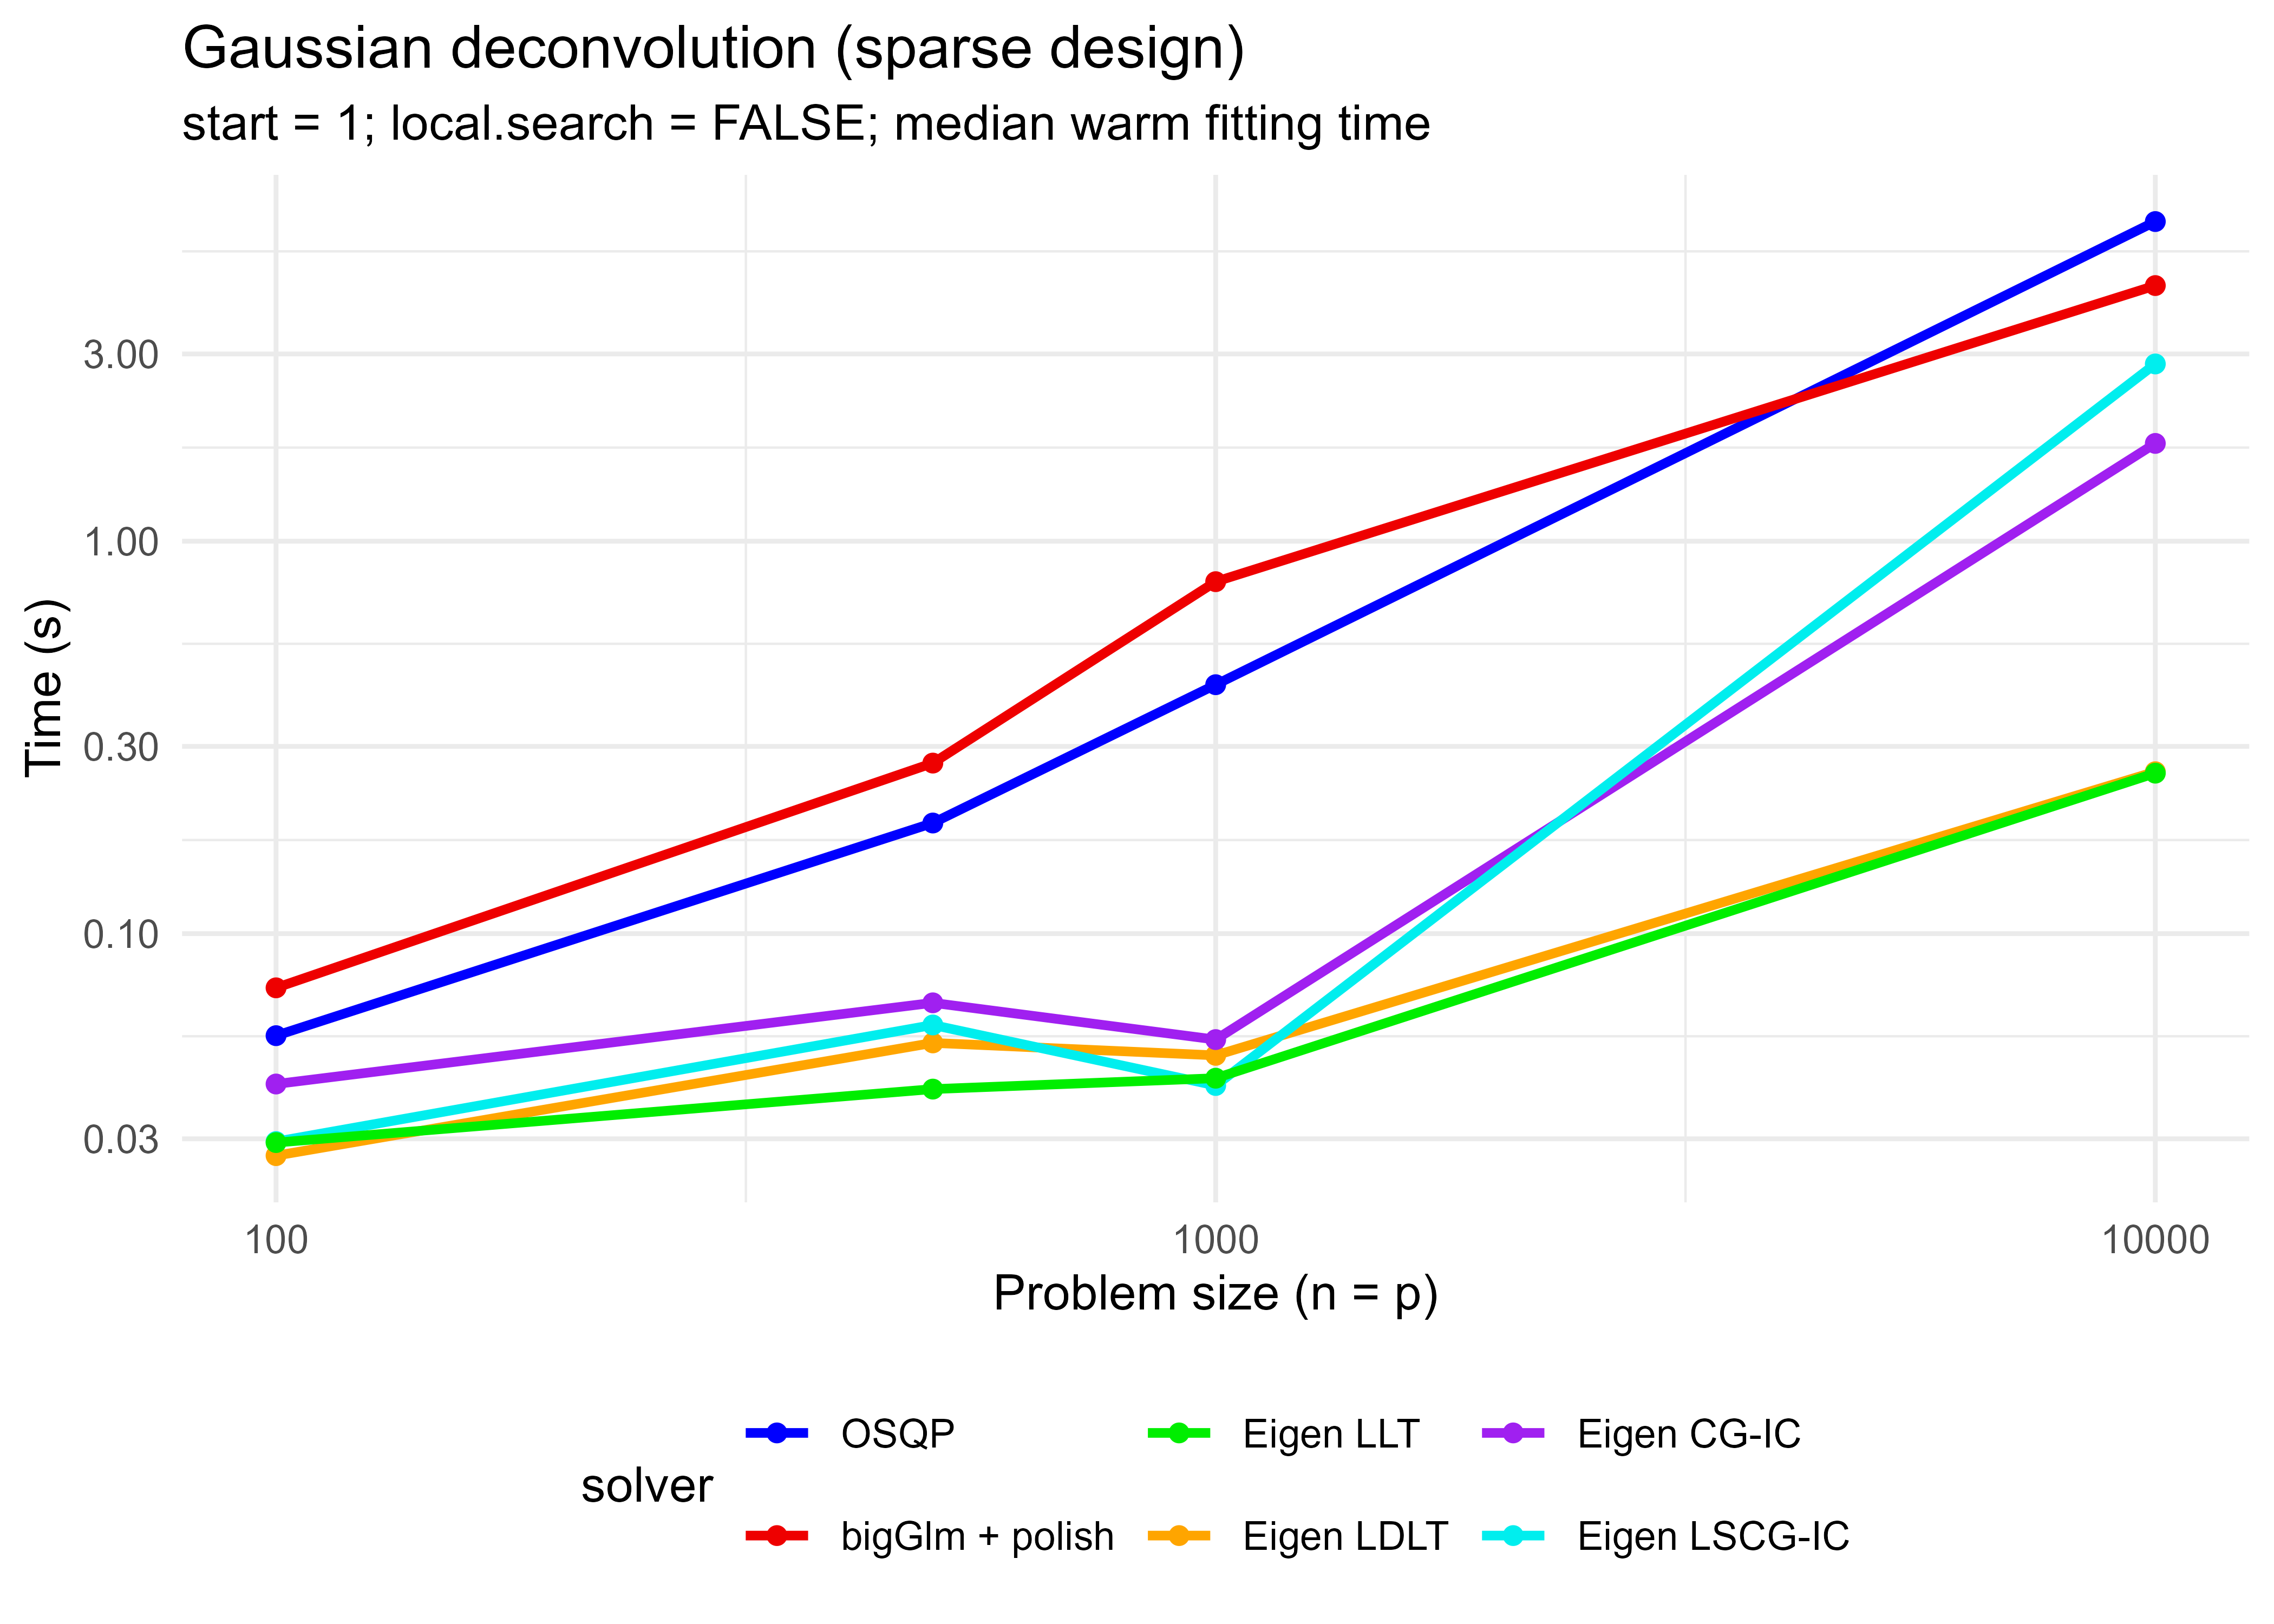 Gaussian deconvolution (sparse design)
start = 1; local.search = FALSE; median warm fitting time
Time (s)
3.00
1.00
0.30
0.10
0.03
100
1000
10000
Problem size (n = p)
solver
OSQP
Eigen LLT
Eigen CG-IC
bigGlm + polish
Eigen LDLT
Eigen LSCG-IC